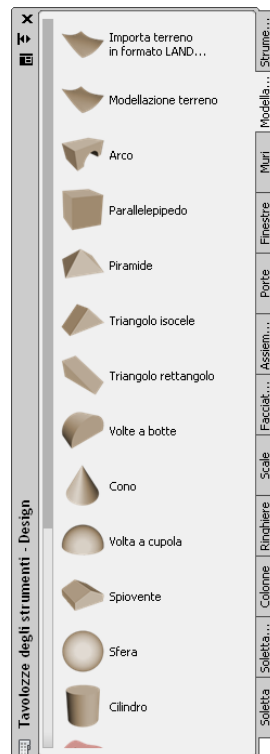 Importa terreno
in formato LAND...
Modellazione terreno
Arco
Parallelepipedo
Piramide
Triangolo isocele
Triangolo rettangolo
Volte a botte
Cono
Volta a cupola
Spiovente
Sfera
Cilindro
Tavolozze degli strumenti - Design
Strume...
Modella...
Muri
Finestre
Porte
Assiem...
Facciat...
Scale
Ringhiere
Colonne
Soletta...
Soletta